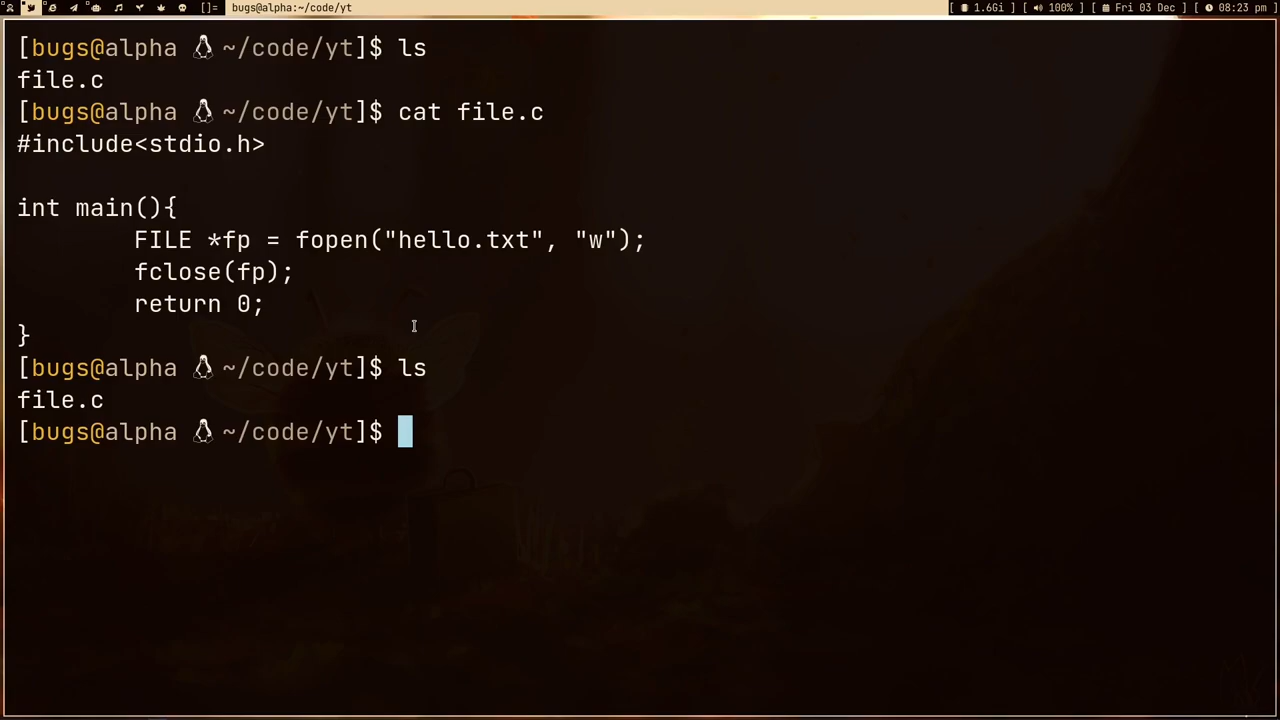 []= bugs@alpha:~/code/yt [ 1.6Gi ] [ 100% ] [ Fri 03 Dec ] [ 08:23 pm ]
[bugs@alpha ~/code/yt]$ ls
file.c
[bugs@alpha ~/code/yt]$ cat file.c
#include<stdio.h>
int main(){
        FILE *fp = fopen("hello.txt", "w");
        fclose(fp);
        return 0;
}
[bugs@alpha ~/code/yt]$ ls
file.c
[bugs@alpha ~/code/yt]$